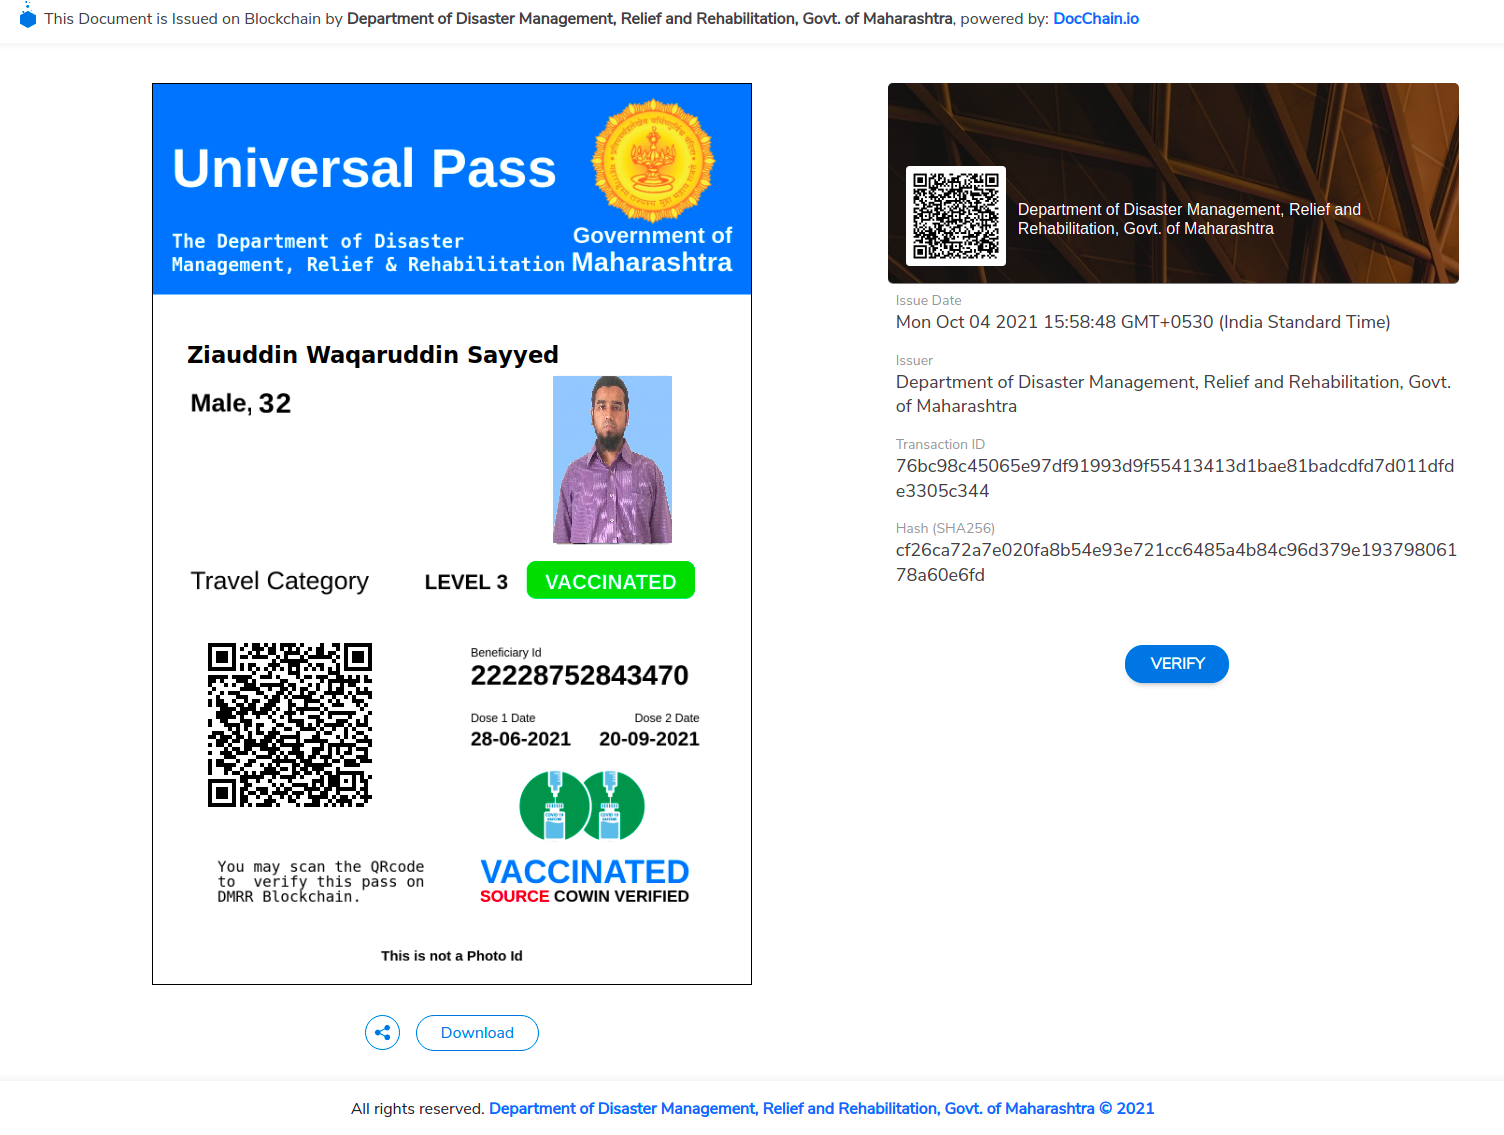 This Document is Issued on Blockchain by Department of Disaster Management, Relief and Rehabilitation, Govt. of Maharashtra, powered by: DocChain.io
Universal Pass
The Department of Disaster
Management, Relief & Rehabilitation
Government of
Maharashtra
Ziauddin Waqaruddin Sayyed
Male, 32
Travel Category
LEVEL 3
VACCINATED
Beneficiary Id
22228752843470
Dose 1 Date
Dose 2 Date
28-06-2021
20-09-2021
You may scan the QRcode
to verify this pass on
DMRR Blockchain.
VACCINATED
SOURCE COWIN VERIFIED
This is not a Photo Id
Download
Department of Disaster Management, Relief and
Rehabilitation, Govt. of Maharashtra
Issue Date
Mon Oct 04 2021 15:58:48 GMT+0530 (India Standard Time)
Issuer
Department of Disaster Management, Relief and Rehabilitation, Govt.
of Maharashtra
Transaction ID
76bc98c45065e97df91993d9f55413413d1bae81badcdfd7d011dfd
e3305c344
Hash (SHA256)
cf26ca72a7e020fa8b54e93e721cc6485a4b84c96d379e193798061
78a60e6fd
VERIFY
All rights reserved. Department of Disaster Management, Relief and Rehabilitation, Govt. of Maharashtra © 2021